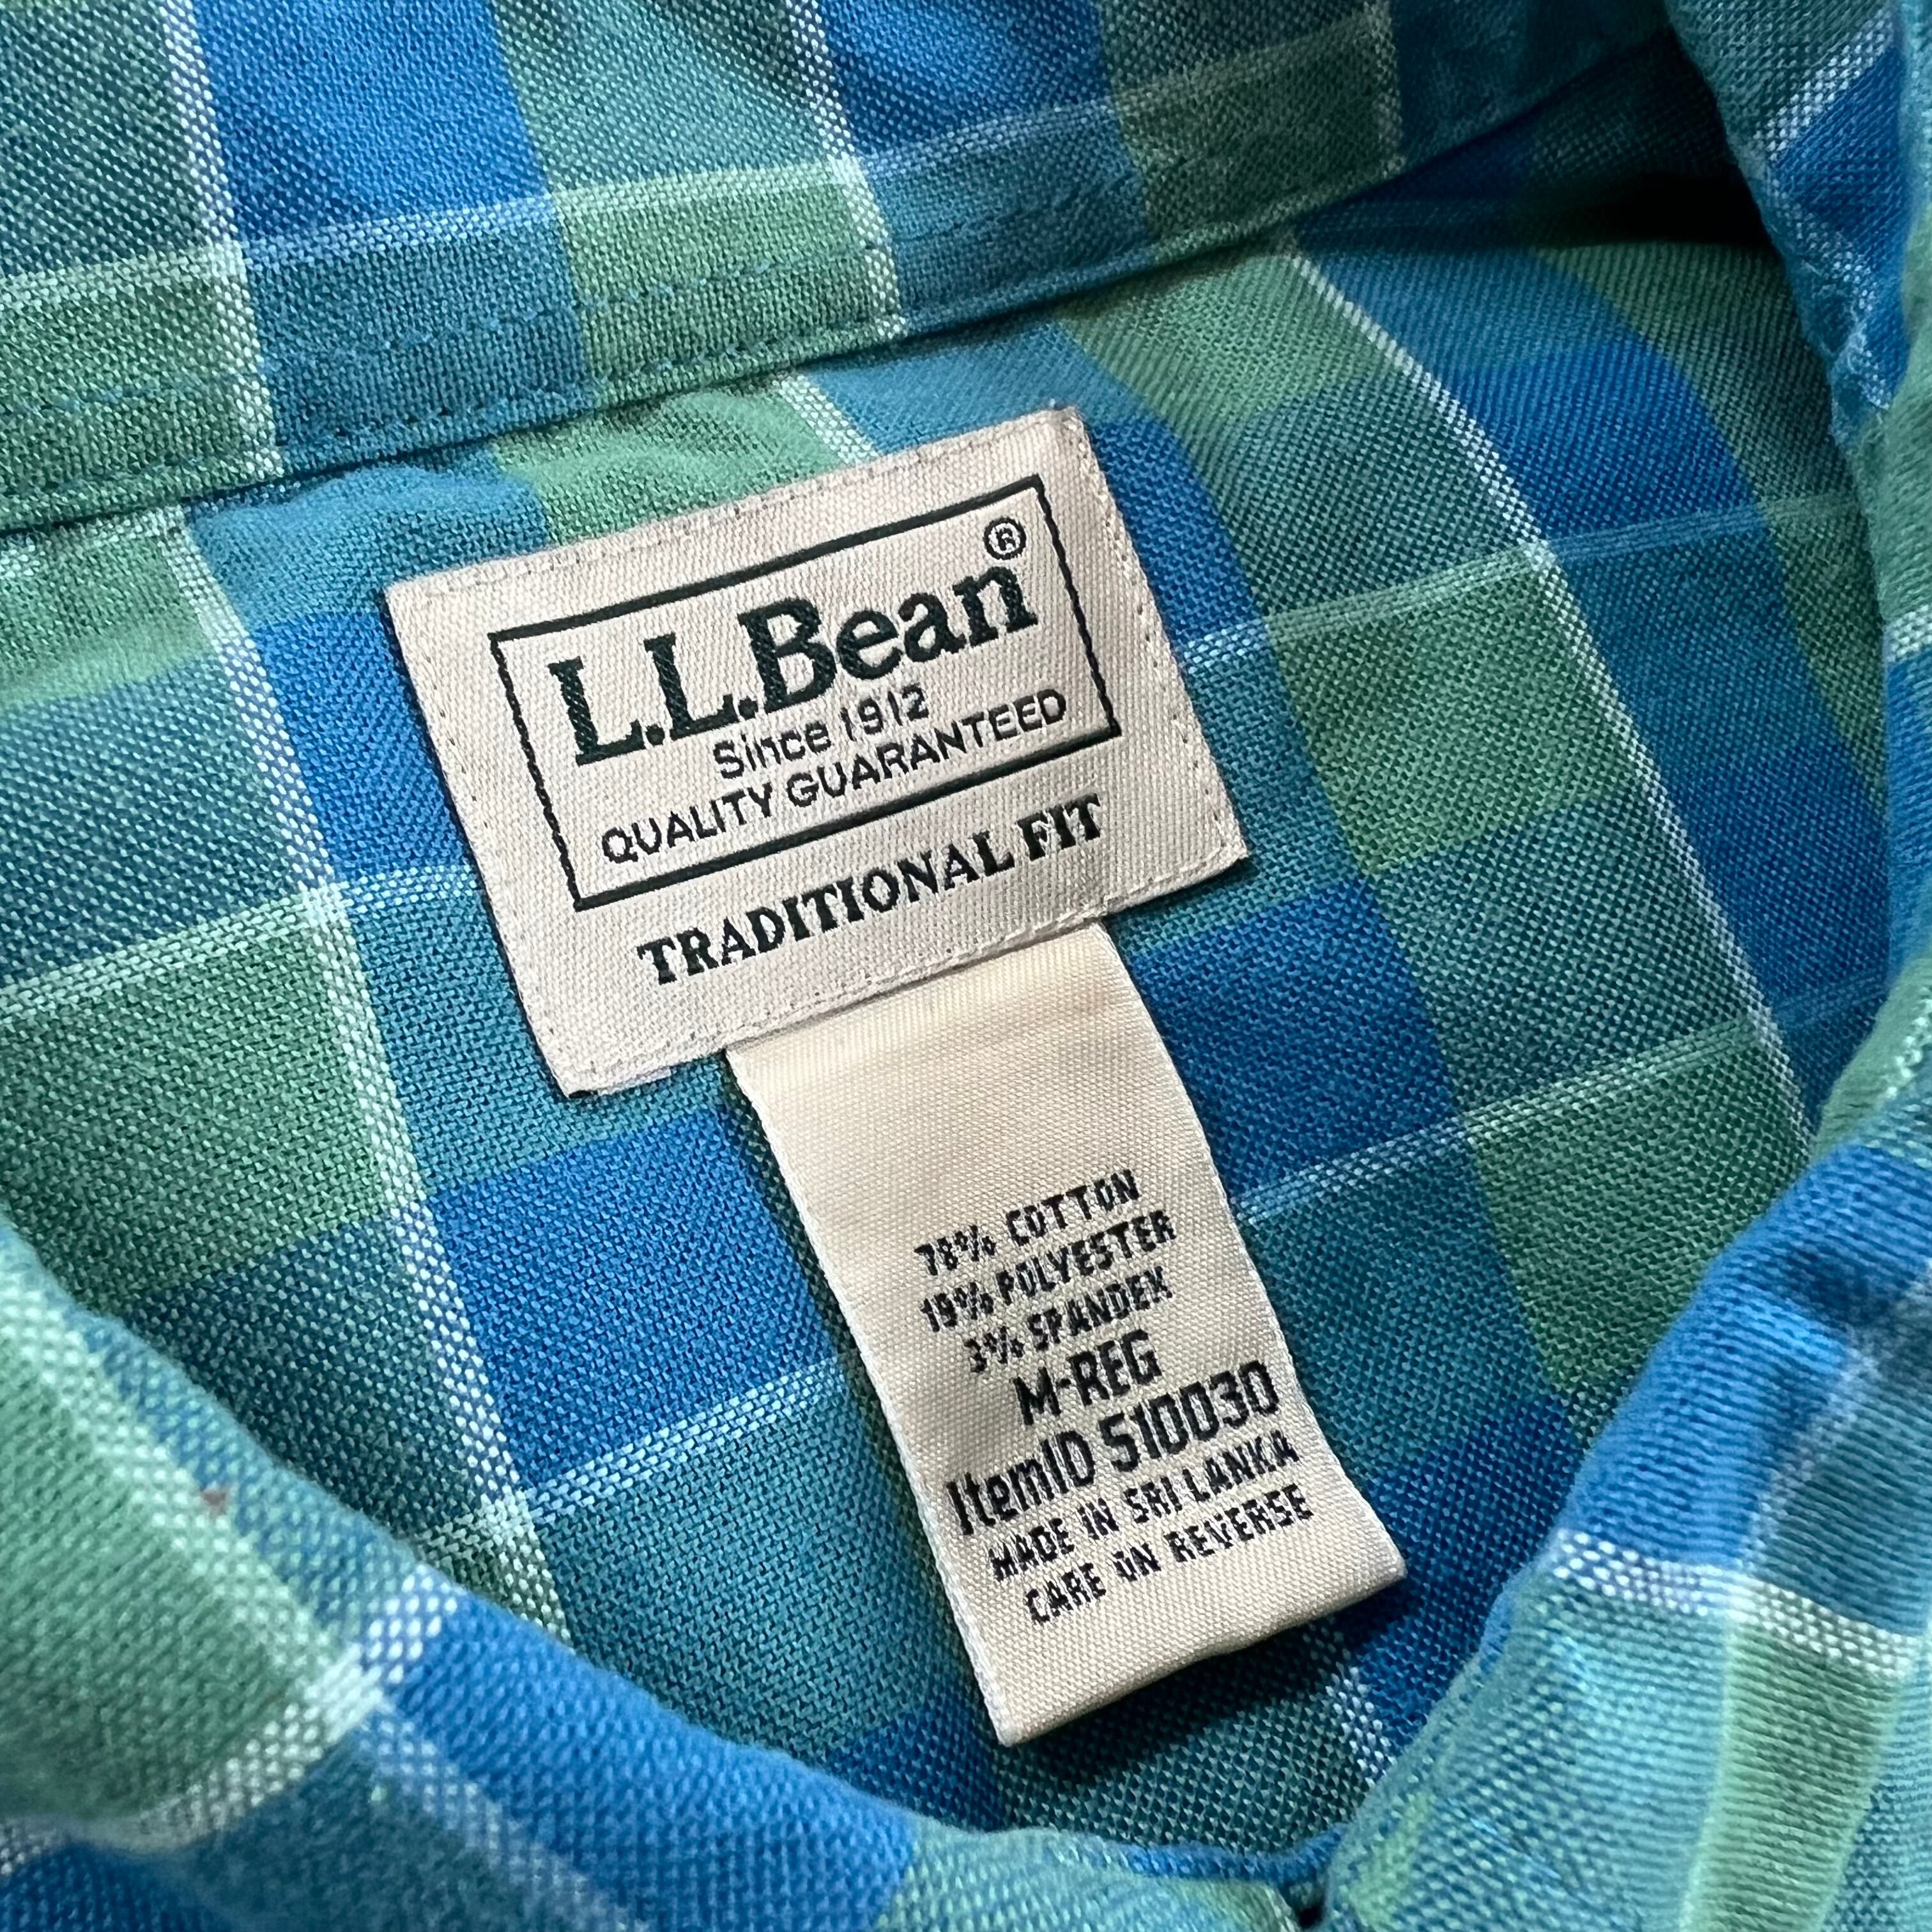 L.L.Bean®
Since 1912
QUALITY GUARANTEED
TRADITIONAL FIT
78% COTTON
19% POLYESTER
3% SPANDEX
M-REG
ItemID 510030
MADE IN SRI LANKA
CARE ON REVERSE